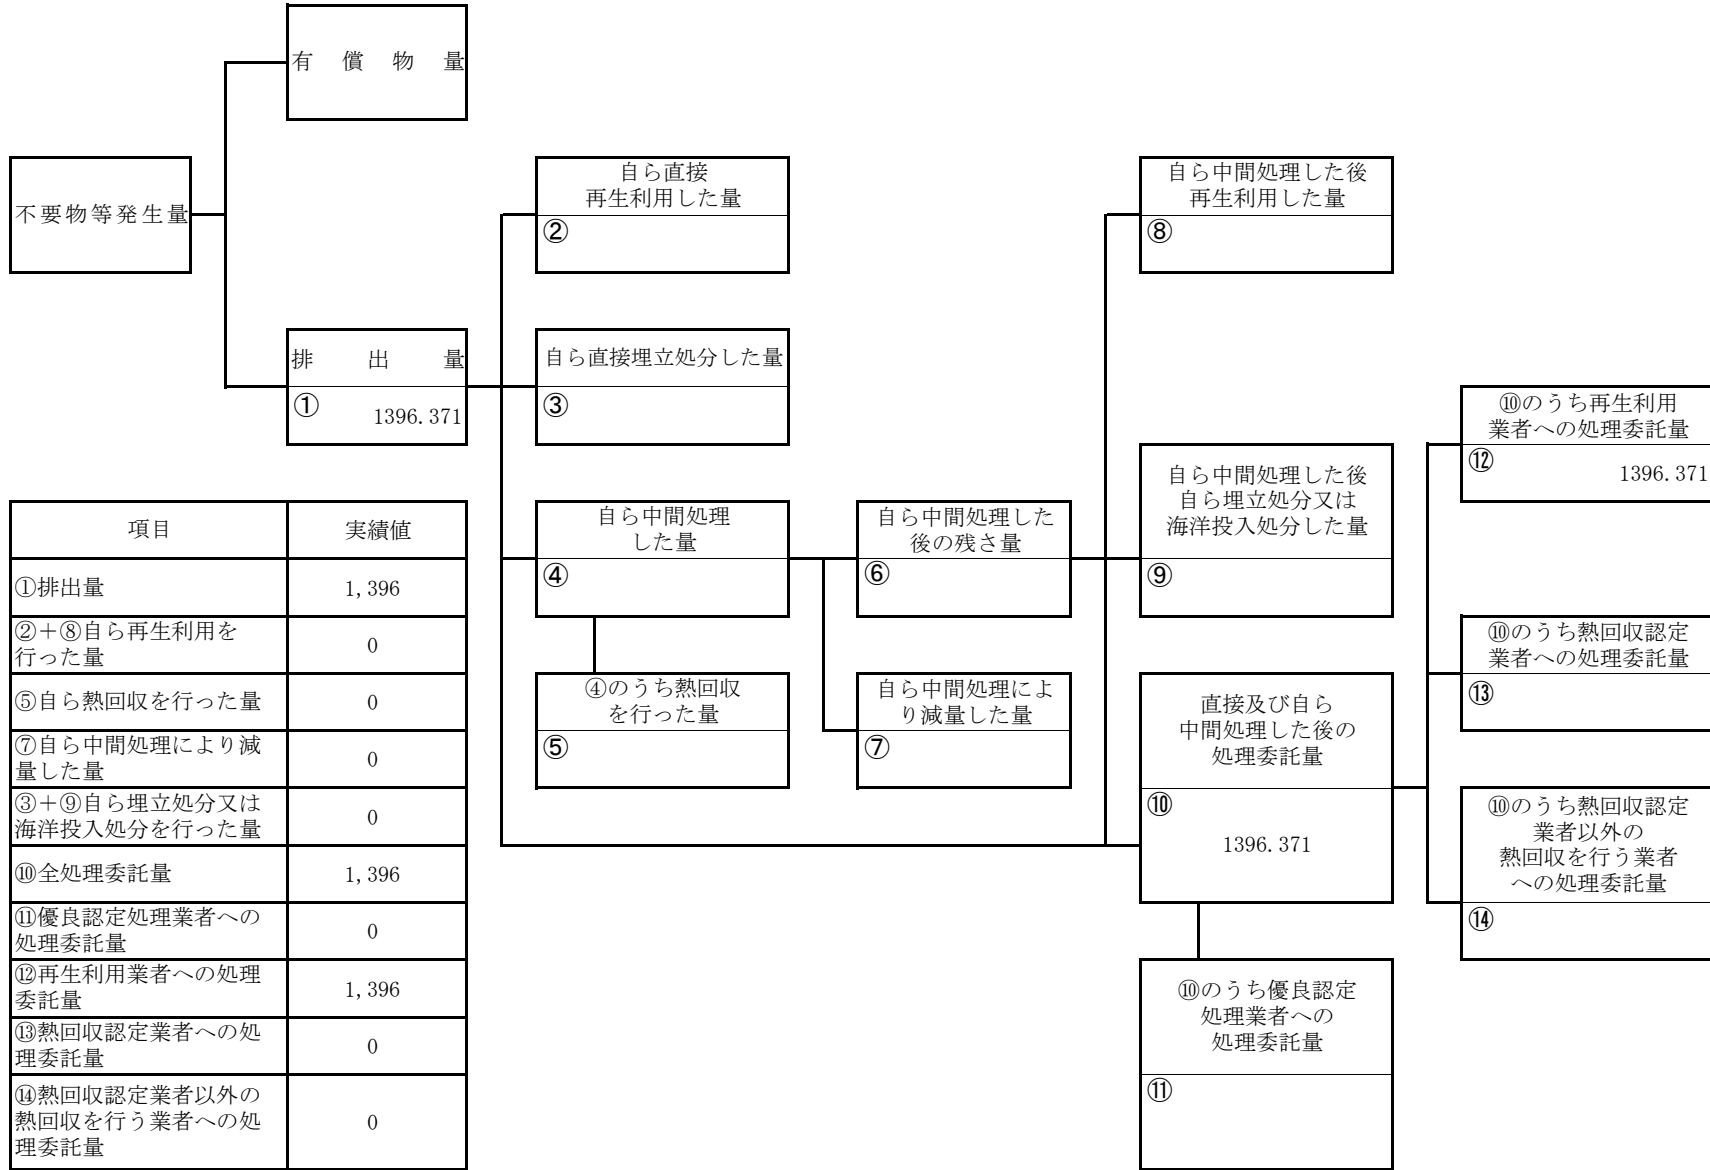 有償物量
不要物等発生量
排出量
①
1396.371
自ら直接
再生利用した量
②
自ら直接埋立処分した量
③
自ら中間処理
した量
④
④のうち熱回収
を行った量
⑤
自ら中間処理した
後の残さ量
⑥
自ら中間処理によ
り減量した量
⑦
自ら中間処理した後
再生利用した量
⑧
自ら中間処理した後
自ら埋立処分又は
海洋投入処分した量
⑨
直接及び自ら
中間処理した後の
処理委託量
⑩
1396.371
⑩のうち優良認定
処理業者への
処理委託量
⑪
⑩のうち再生利用
業者への処理委託量
⑫
1396.371
⑩のうち熱回収認定
業者への処理委託量
⑬
⑩のうち熱回収認定
業者以外の
熱回収を行う業者
への処理委託量
⑭
項目 実績値
①排出量 1,396
②＋⑧自ら再生利用を
行った量 0
⑤自ら熱回収を行った量 0
⑦自ら中間処理により減
量した量 0
③＋⑨自ら埋立処分又は
海洋投入処分を行った量 0
⑩全処理委託量 1,396
⑪優良認定処理業者への
処理委託量 0
⑫再生利用業者への処理
委託量 1,396
⑬熱回収認定業者への処
理委託量 0
⑭熱回収認定業者以外の
熱回収を行う業者への処
理委託量 0